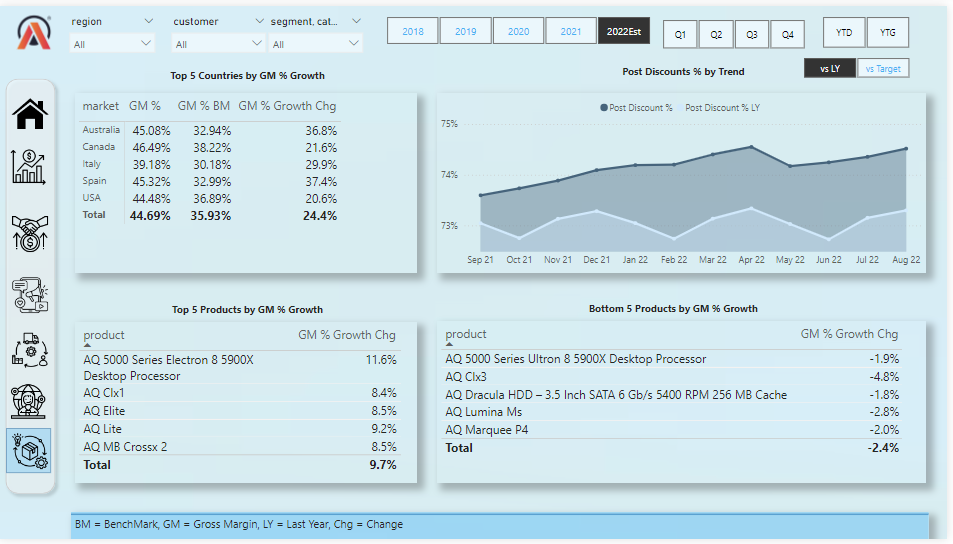 region customer segment, cat...
All All All
2018 2019 2020 2021 2022Est Q1 Q2 Q3 Q4 YTD YTG
vs LY vs Target
Top 5 Countries by GM % Growth
market GM % GM % BM GM % Growth Chg
Australia 45.08% 32.94% 36.8%
Canada 46.49% 38.22% 21.6%
Italy 39.18% 30.18% 29.9%
Spain 45.32% 32.99% 37.4%
USA 44.48% 36.89% 20.6%
Total 44.69% 35.93% 24.4%
Post Discounts % by Trend
Post Discount % Post Discount % LY
75%
74%
73%
Sep 21 Oct 21 Nov 21 Dec 21 Jan 22 Feb 22 Mar 22 Apr 22 May 22 Jun 22 Jul 22 Aug 22
Top 5 Products by GM % Growth
product GM % Growth Chg
AQ 5000 Series Electron 8 5900X 11.6%
Desktop Processor
AQ Clx1 8.4%
AQ Elite 8.5%
AQ Lite 9.2%
AQ MB Crossx 2 8.5%
Total 9.7%
Bottom 5 Products by GM % Growth
product GM % Growth Chg
AQ 5000 Series Ultron 8 5900X Desktop Processor -1.9%
AQ Clx3 -4.8%
AQ Dracula HDD – 3.5 Inch SATA 6 Gb/s 5400 RPM 256 MB Cache -1.8%
AQ Lumina Ms -2.8%
AQ Marquee P4 -2.0%
Total -2.4%
BM = BenchMark, GM = Gross Margin, LY = Last Year, Chg = Change